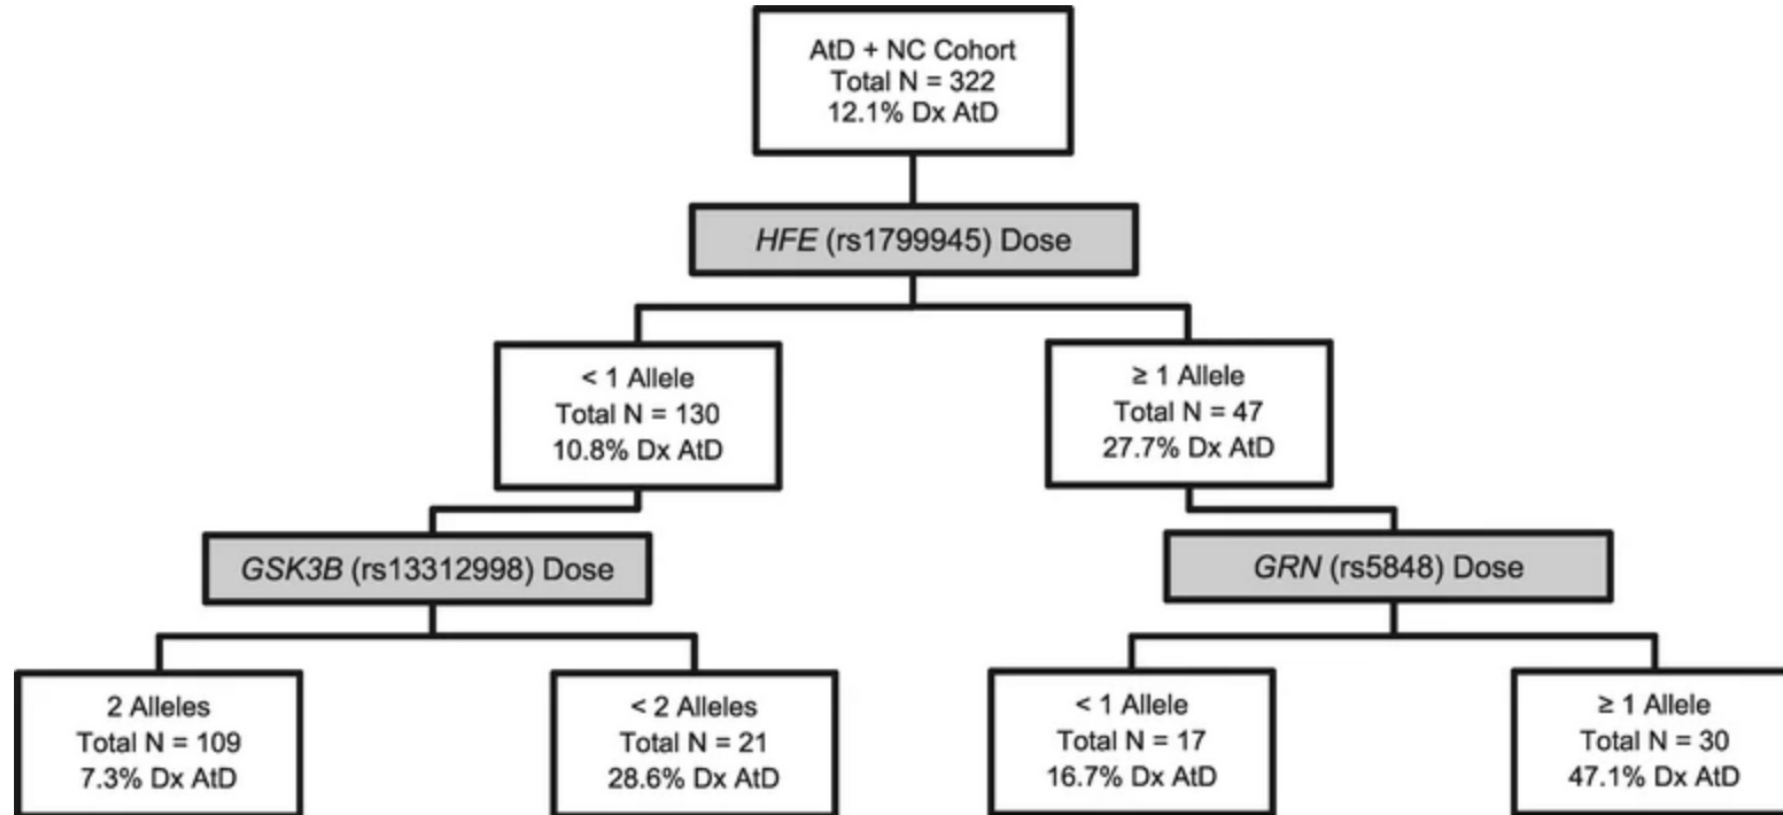 AtD + NC Cohort
Total N = 322
12.1% Dx AtD
HFE (rs1799945) Dose
< 1 Allele
Total N = 130
10.8% Dx AtD
≥ 1 Allele
Total N = 47
27.7% Dx AtD
GSK3B (rs13312998) Dose
GRN (rs5848) Dose
2 Alleles
Total N = 109
7.3% Dx AtD
< 2 Alleles
Total N = 21
28.6% Dx AtD
< 1 Allele
Total N = 17
16.7% Dx AtD
≥ 1 Allele
Total N = 30
47.1% Dx AtD